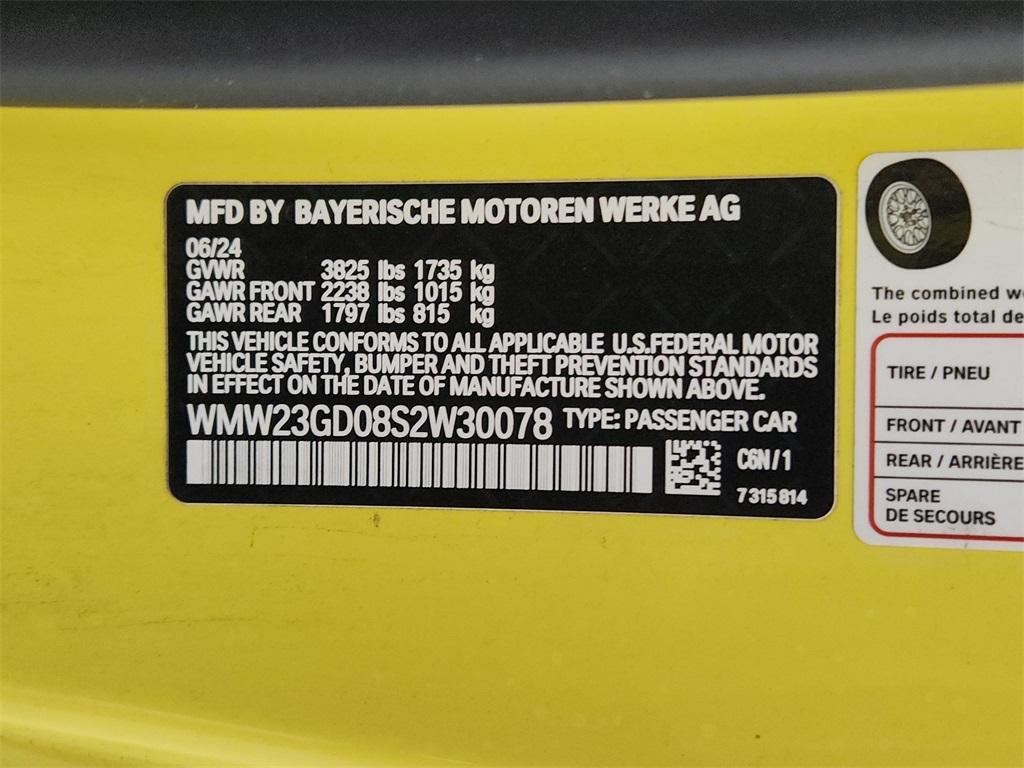 MFD BY BAYERISCHE MOTOREN WERKE AG
06/24
GVWR 3825 lbs 1735 kg
GAWR FRONT 2238 lbs 1015 kg
GAWR REAR 1797 lbs 815 kg
THIS VEHICLE CONFORMS TO ALL APPLICABLE U.S.FEDERAL MOTOR
VEHICLE SAFETY, BUMPER AND THEFT PREVENTION STANDARDS
IN EFFECT ON THE DATE OF MANUFACTURE SHOWN ABOVE.
WMW23GD08S2W30078 TYPE: PASSENGER CAR
C6N/1
7315814
The combined
Le poids total de
TIRE / PNEU
FRONT / AVANT
REAR / ARRIÈRE
SPARE
DE SECOURS